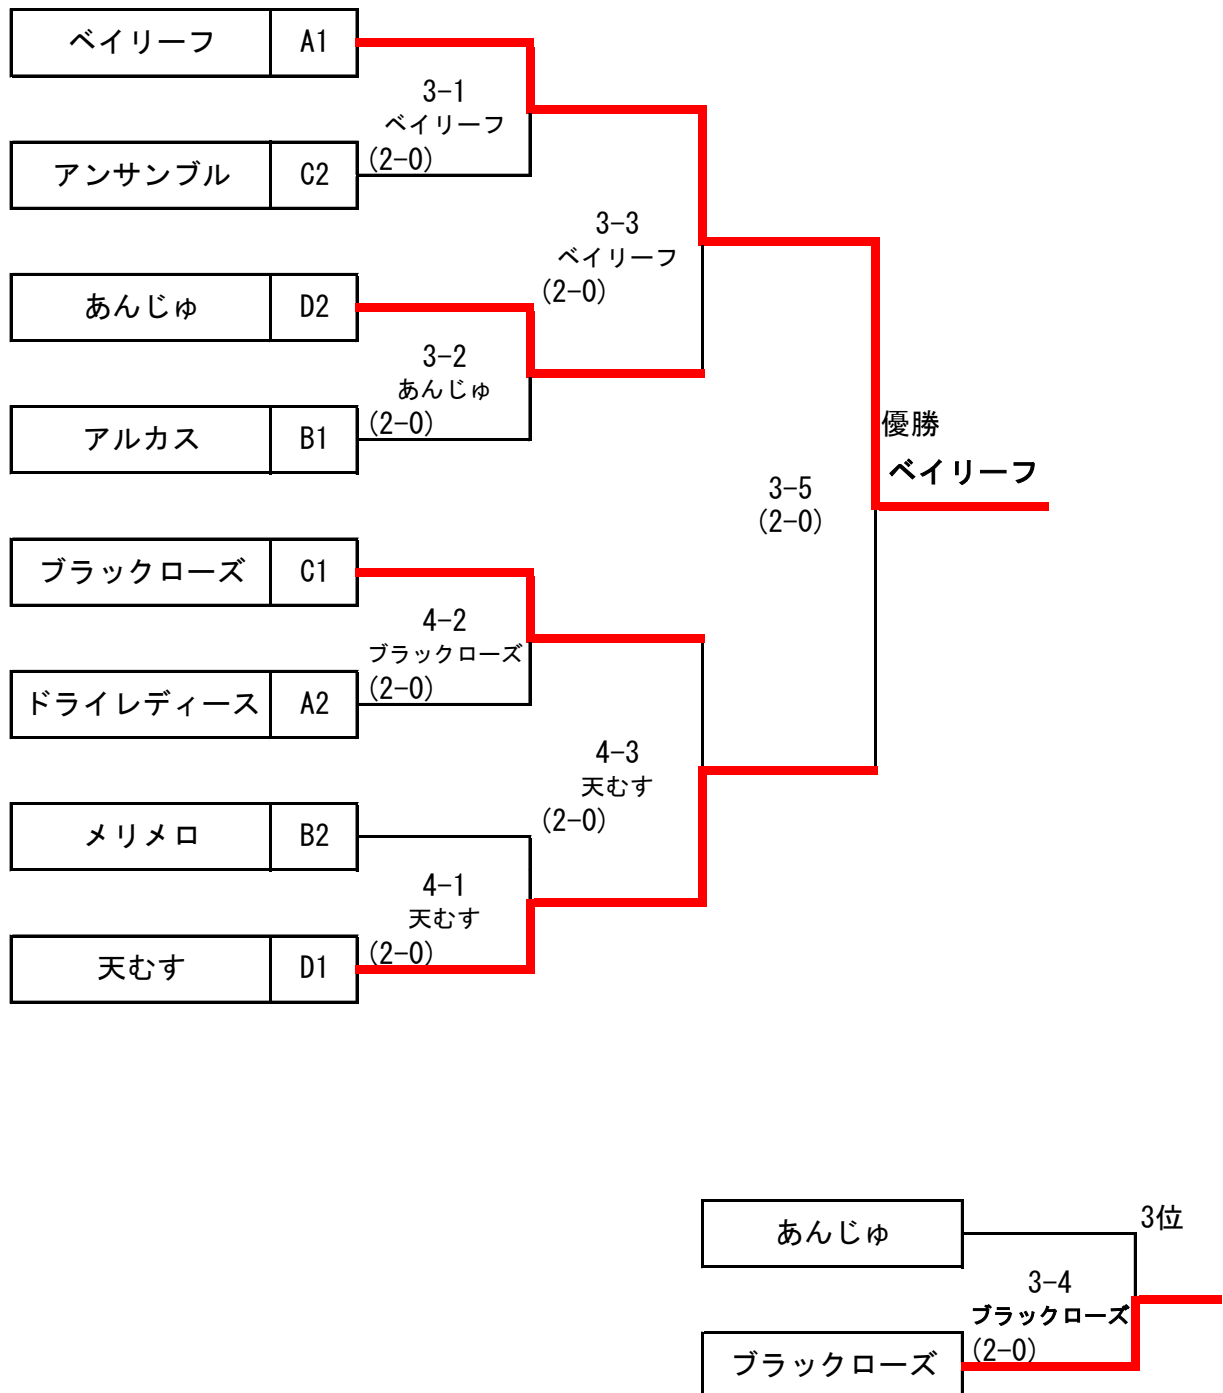 ベイリーフ A1
3-1
ベイリーフ
(2-0)
アンサンブル C2
3-3
ベイリーフ
(2-0)
あんじゅ D2
3-2
あんじゅ
(2-0)
アルカス B1
優勝
ベイリーフ
3-5
(2-0)
ブラックローズ C1
4-2
ブラックローズ
(2-0)
ドライレディース A2
4-3
天むす
(2-0)
メリメロ B2
4-1
天むす
(2-0)
天むす D1
あんじゅ
3位
3-4
ブラックローズ
(2-0)
ブラックローズ